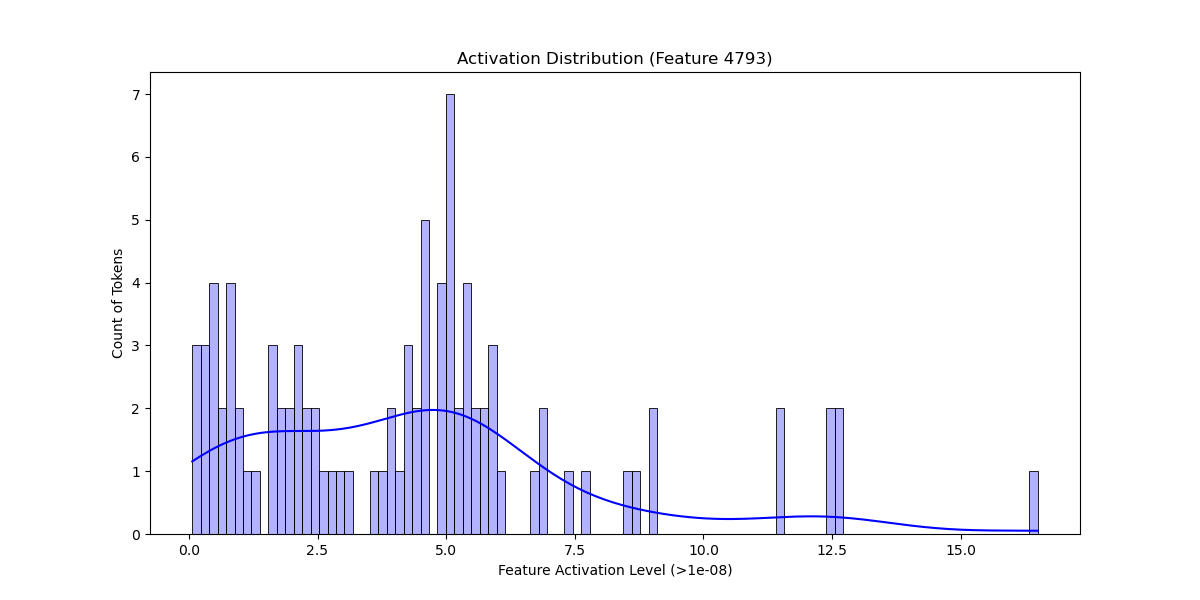 Activation Distribution (Feature 4793)
Count of Tokens
7
6
5
4
3
2
1
0
0.0 2.5 5.0 7.5 10.0 12.5 15.0
Feature Activation Level (>1e-08)